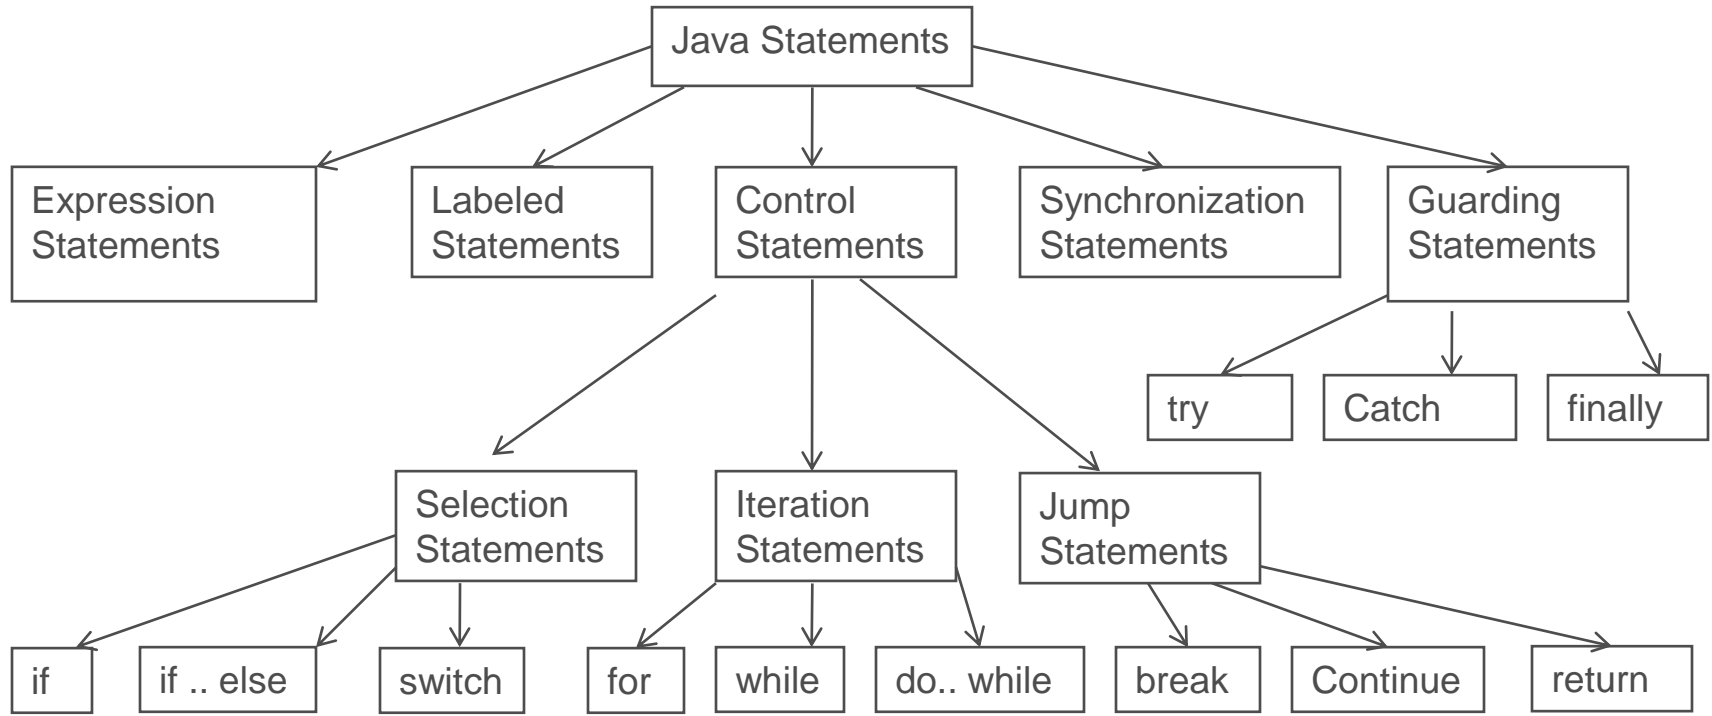 Java Statements
Expression
Statements
Labeled
Statements
Control
Statements
Synchronization
Statements
Guarding
Statements
try
Catch
finally
Selection
Statements
Iteration
Statements
Jump
Statements
if
if .. else
switch
for
while
do.. while
break
Continue
return